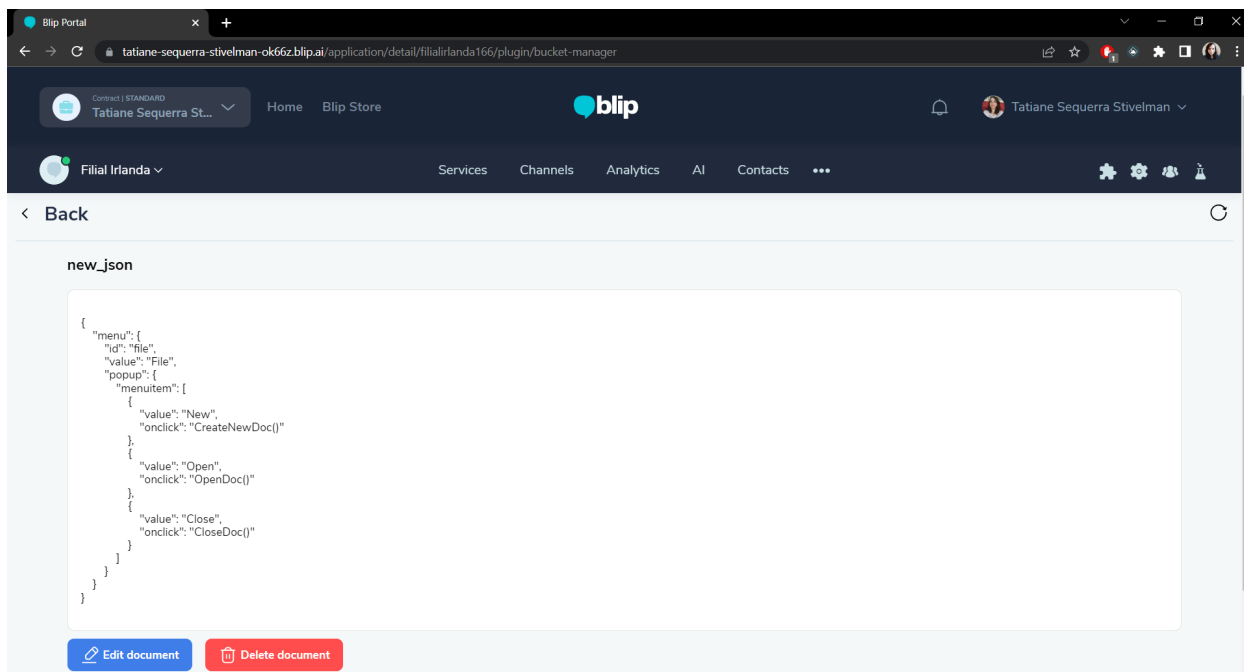 Blip Portal
tatiane-sequerra-stivelman-ok66z.blip.ai/application/detail/filialirlanda166/plugin/bucket-manager
1
Contract | STANDARD
Tatiane Sequerra St...
Home
Blip Store
blip
Tatiane Sequerra Stivelman
Filial Irlanda
Services
Channels
Analytics
AI
Contacts
Back
new_json
{
"menu": {
"id": "file",
"value": "File",
"popup": {
"menuitem": [
{
"value": "New",
"onclick": "CreateNewDoc()"
},
{
"value": "Open",
"onclick": "OpenDoc()"
},
{
"value": "Close",
"onclick": "CloseDoc()"
}
]
}
}
}
Edit document
Delete document